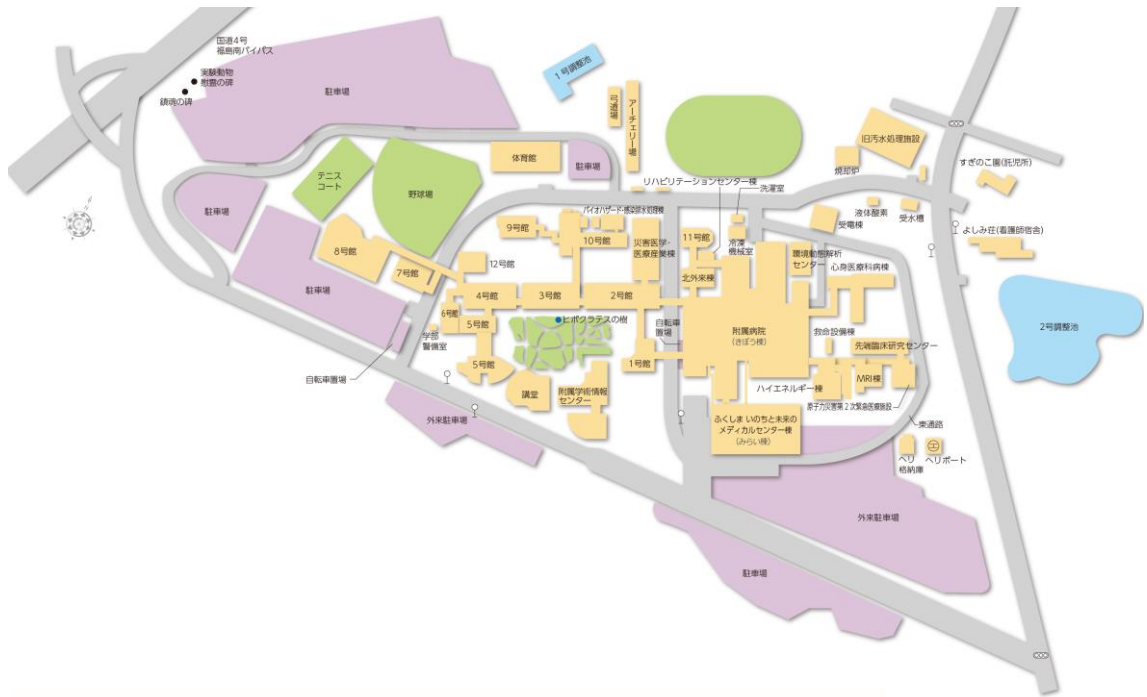 国道4号
福島南バイパス
実験動物
慰霊の碑
鎮魂の碑
駐車場
1号調整池
弓道場
アーチェリー場
体育館
駐車場
テニス
コート
野球場
駐車場
駐車場
旧汚水処理施設
焼却炉
すぎのこ園(託児所)
リハビリテーションセンター棟
洗濯室
液体酸素
受水槽
受電棟
よしみ荘(看護師宿舎)
バイオハザード・感染排水処理棟
9号館
10号館
災害医学・
医療産業棟
11号館
冷凍
機械室
環境動態解析
センター
心身医療科病棟
北外来棟
8号館
7号館
12号館
4号館
3号館
2号館
6号館
5号館
ヒポクラテスの樹
学部
警備室
自転車
置場
附属病院
(きぼう棟)
救命設備棟
先端臨床研究センター
2号調整池
5号館
1号館
自転車置場
講堂
附属学術情報
センター
ハイエネルギー棟
MRI棟
原子力災害第2次緊急医療施設
外来駐車場
ふくしま いのちと未来の
メディカルセンター棟
(みらい棟)
東通路
ヘリ
格納庫
ヘリポート
外来駐車場
駐車場